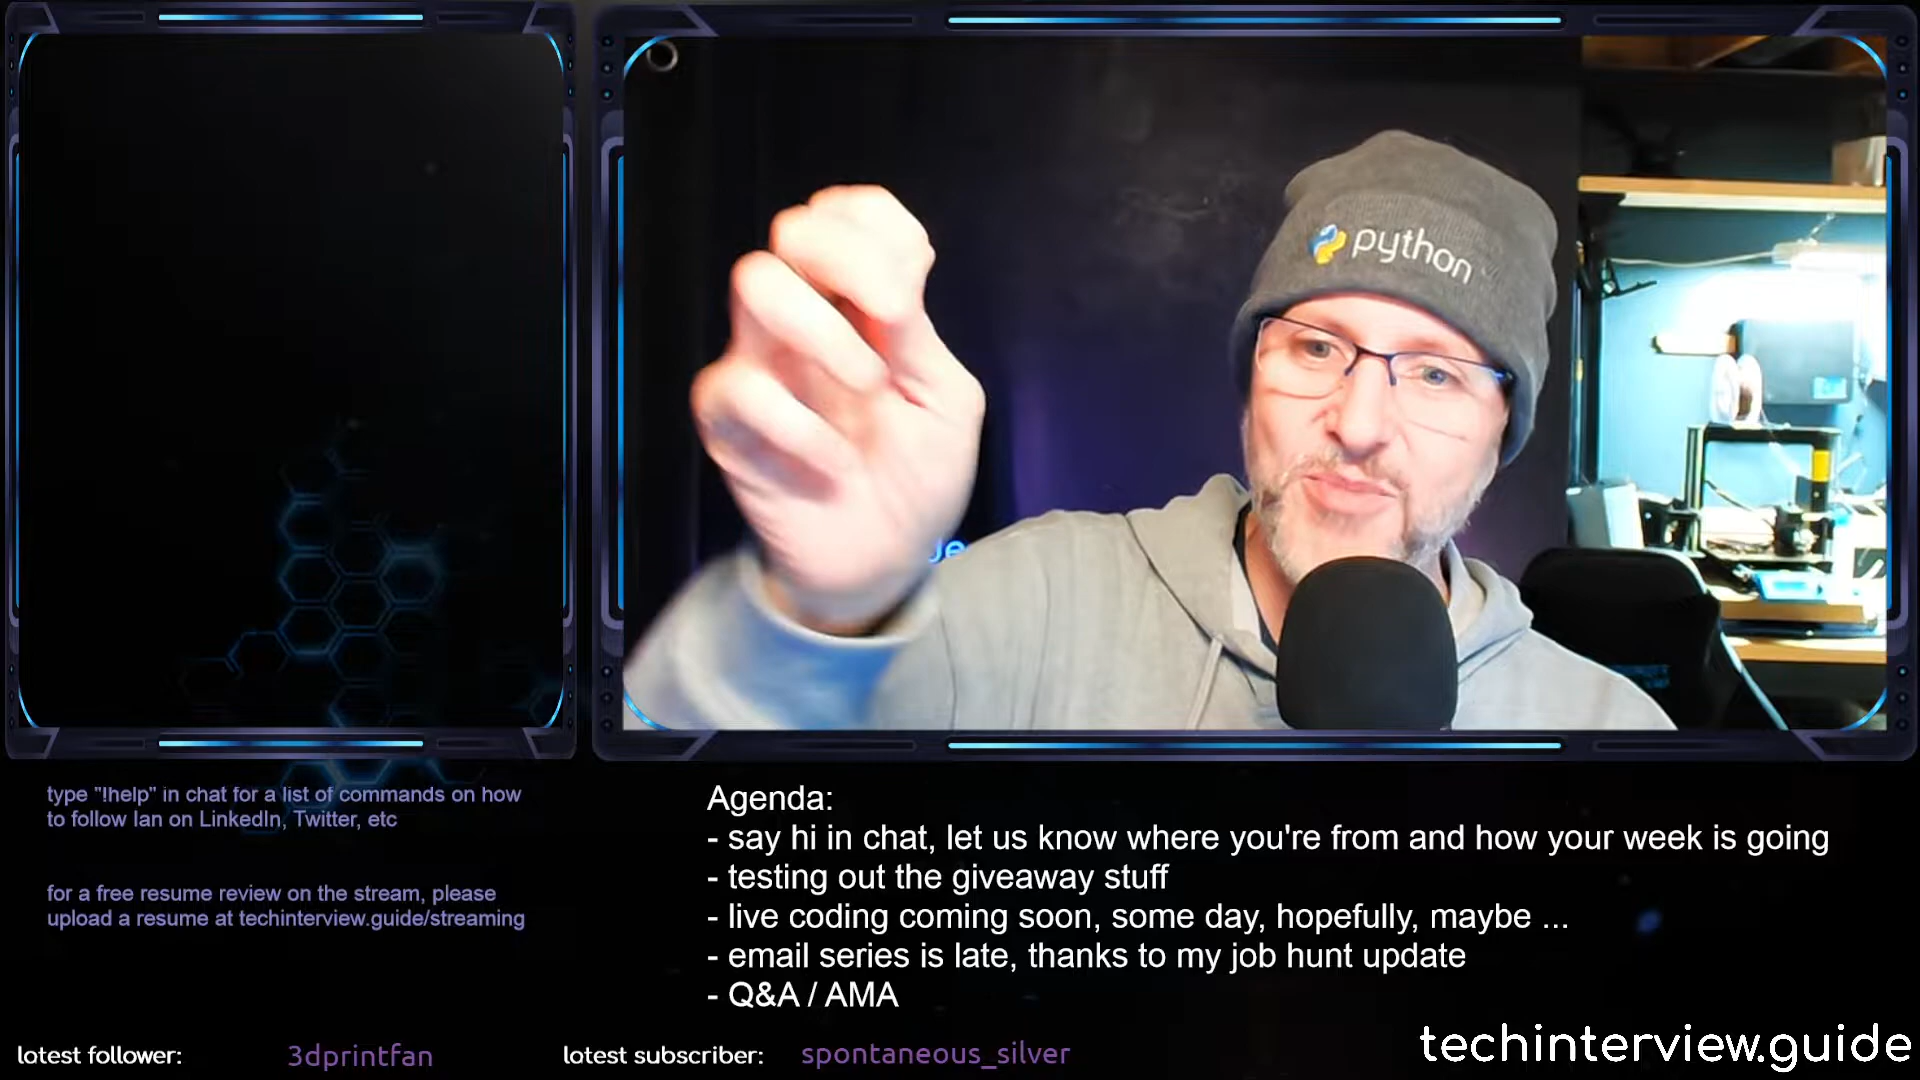 python
type "!help" in chat for a list of commands on how
to follow Ian on LinkedIn, Twitter, etc
for a free resume review on the stream, please
upload a resume at techinterview.guide/streaming
Agenda:
- say hi in chat, let us know where you're from and how your week is going
- testing out the giveaway stuff
- live coding coming soon, some day, hopefully, maybe ...
- email series is late, thanks to my job hunt update
- Q&A / AMA
latest follower: 3dprintfan latest subscriber: spontaneous_silver
techinterview.guide